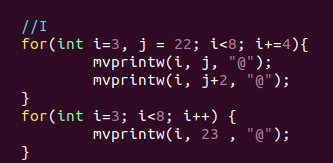 //I
for(int i=3, j = 22; i<8; i+=4){
        mvprintw(i, j, "@");
        mvprintw(i, j+2, "@");
}
for(int i=3; i<8; i++) {
        mvprintw(i, 23 , "@");
}